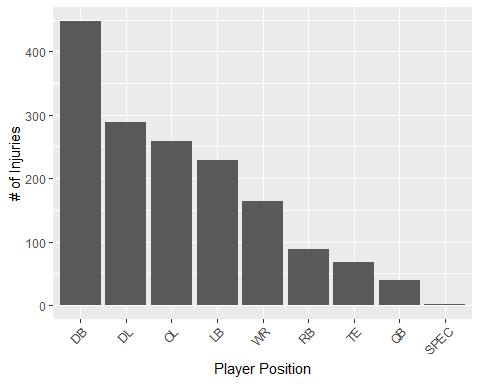 # of Injuries
400
300
200
100
0
DB DL OL LB WR RB TE QB SPEC
Player Position